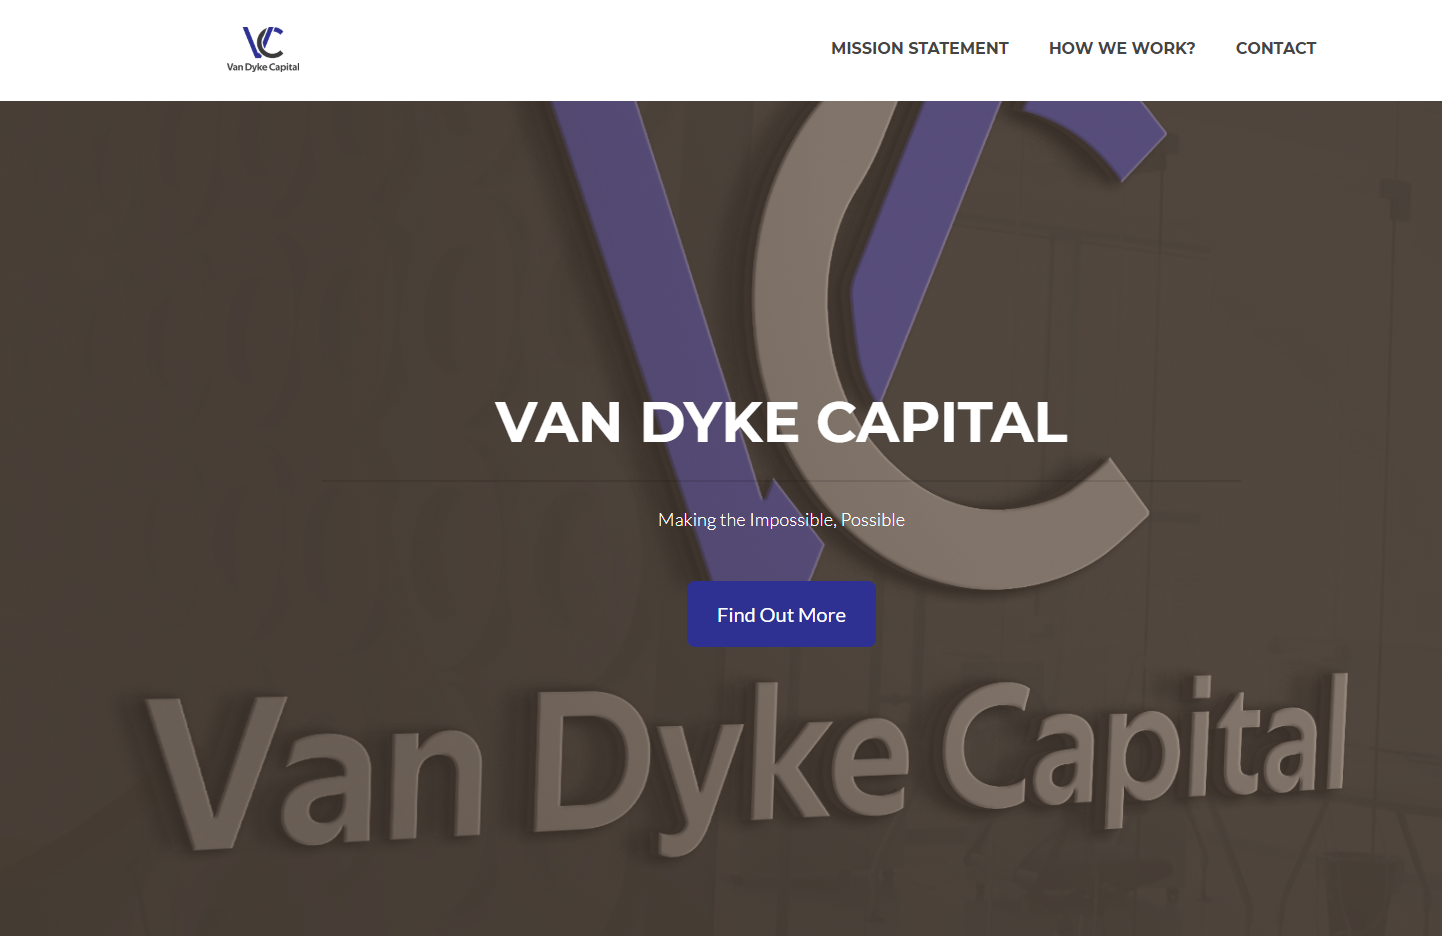 Van Dyke Capital
MISSION STATEMENT
HOW WE WORK?
CONTACT
VAN DYKE CAPITAL
Making the Impossible, Possible
Find Out More
Van Dyke Capital